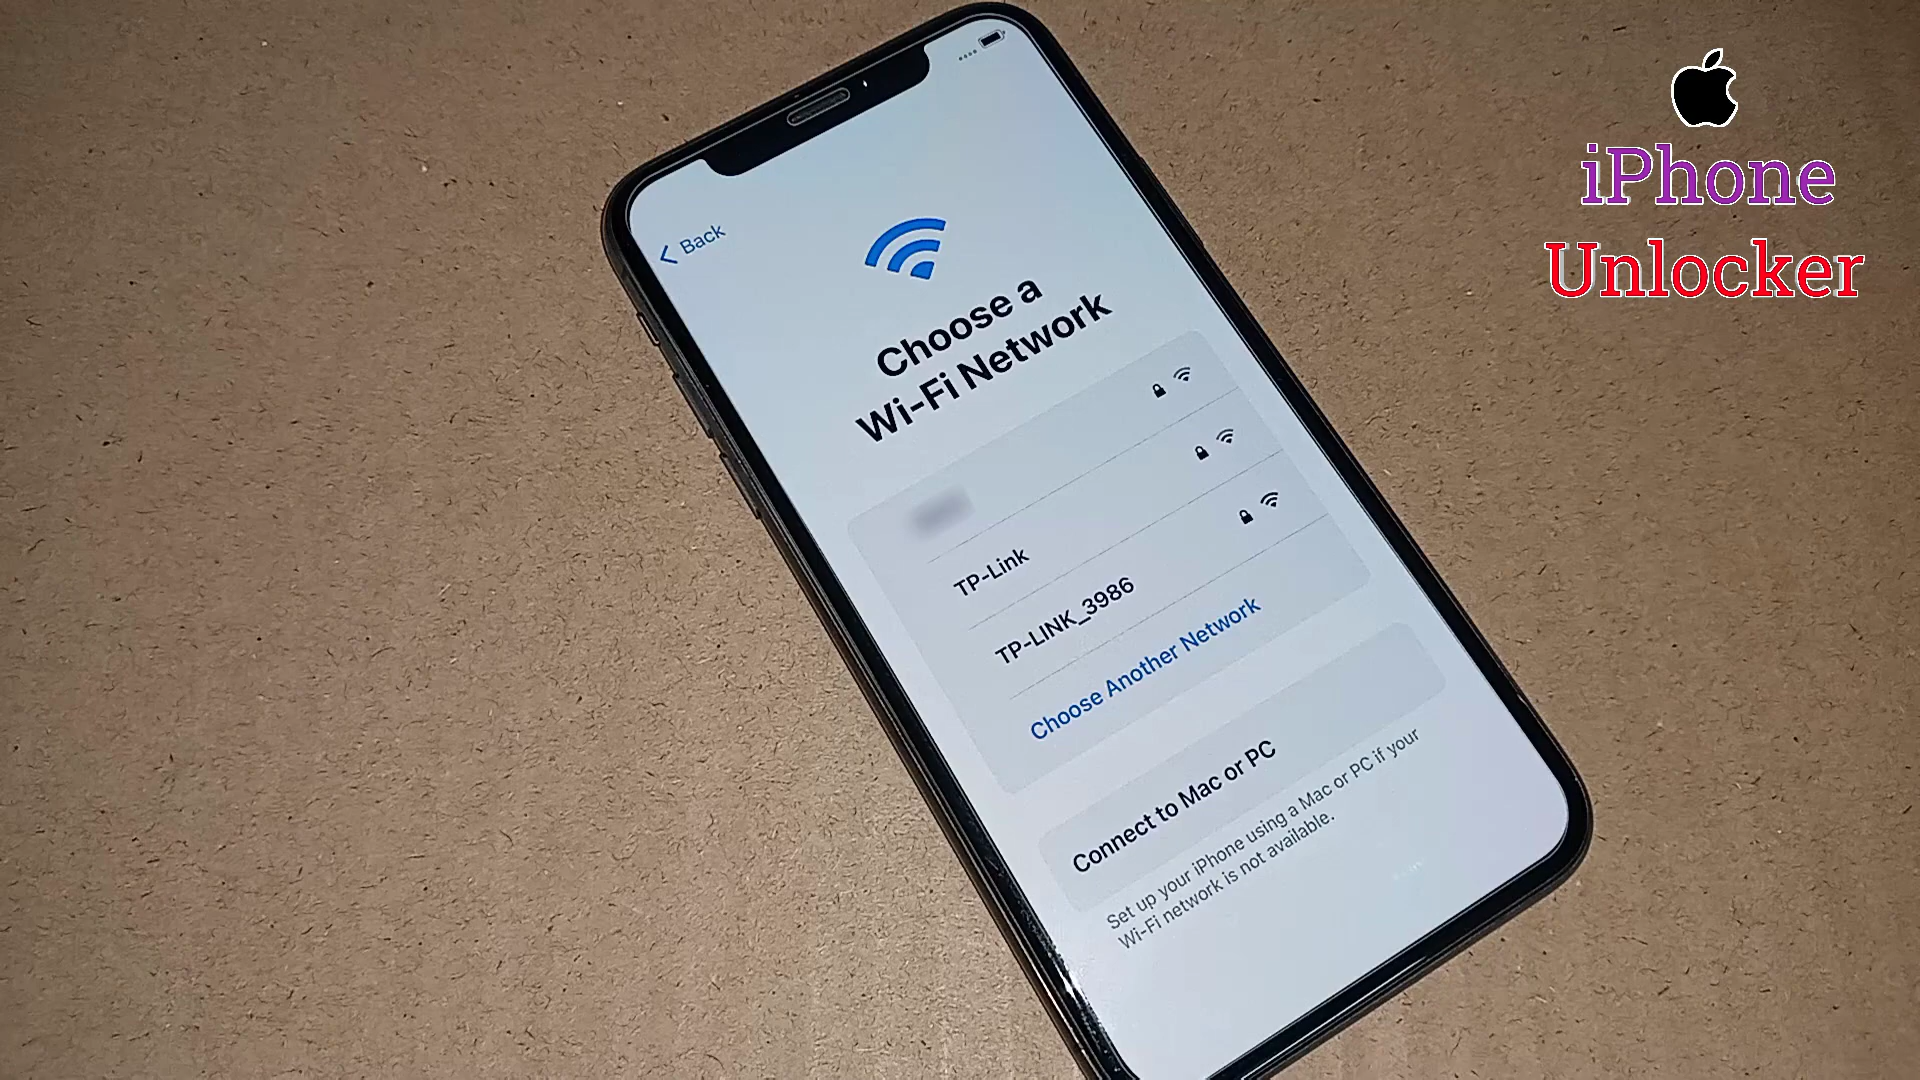 iPhone
Unlocker
Back
Choose a
Wi-Fi Network
TP-Link
TP-LINK_3986
Choose Another Network
Connect to Mac or PC
Set up your iPhone using a Mac or PC if your
Wi-Fi network is not available.